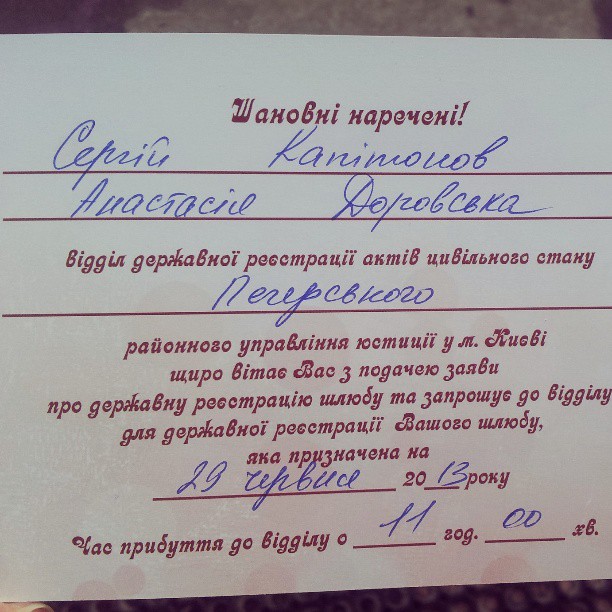 Шановні наречені!
Сергій Капітонов
Анастасія Доровська
відділ державної реєстрації актів цивільного стану
Печерського
районного управління юстиції у м. Києві
щиро вітає Вас з подачею заяви
про державну реєстрацію шлюбу та запрошує до відділу
для державної реєстрації Вашого шлюбу,
яка призначена на
29 червня 2013 року
Час прибуття до відділу о 11 год. 00 хв.